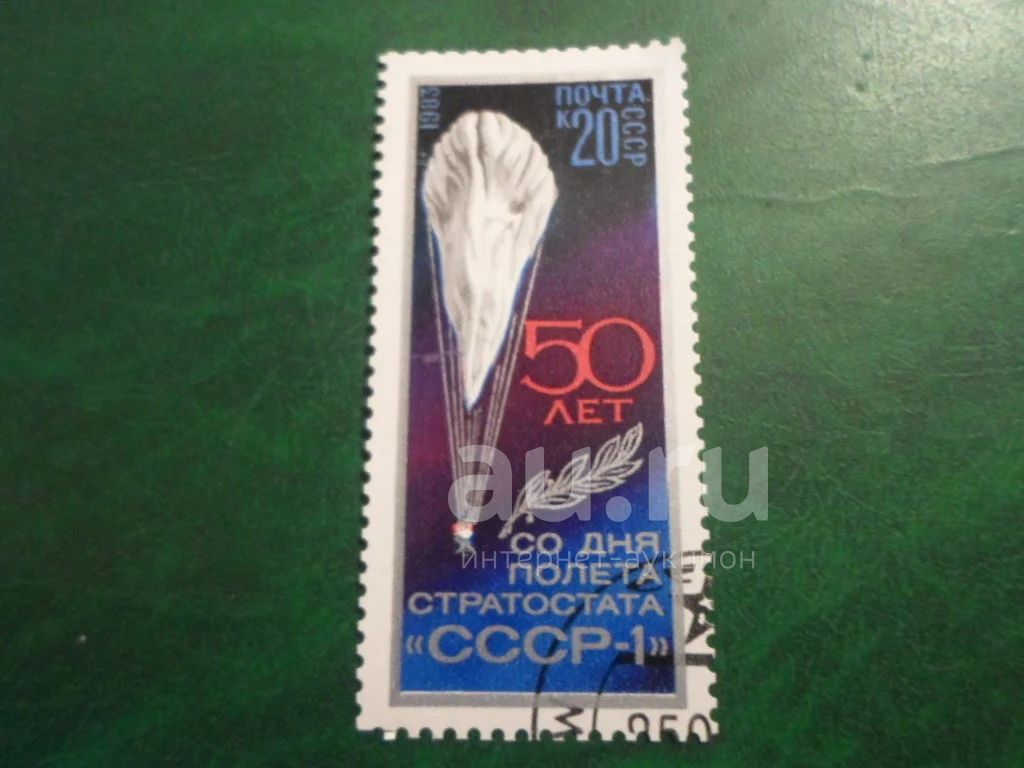 1983
ПОЧТА
СССР
К 20
50
ЛЕТ
au.ru
интернет-аукцион
СО ДНЯ
ПОЛЕТА
СТРАТОСТАТА
«СССР-1»